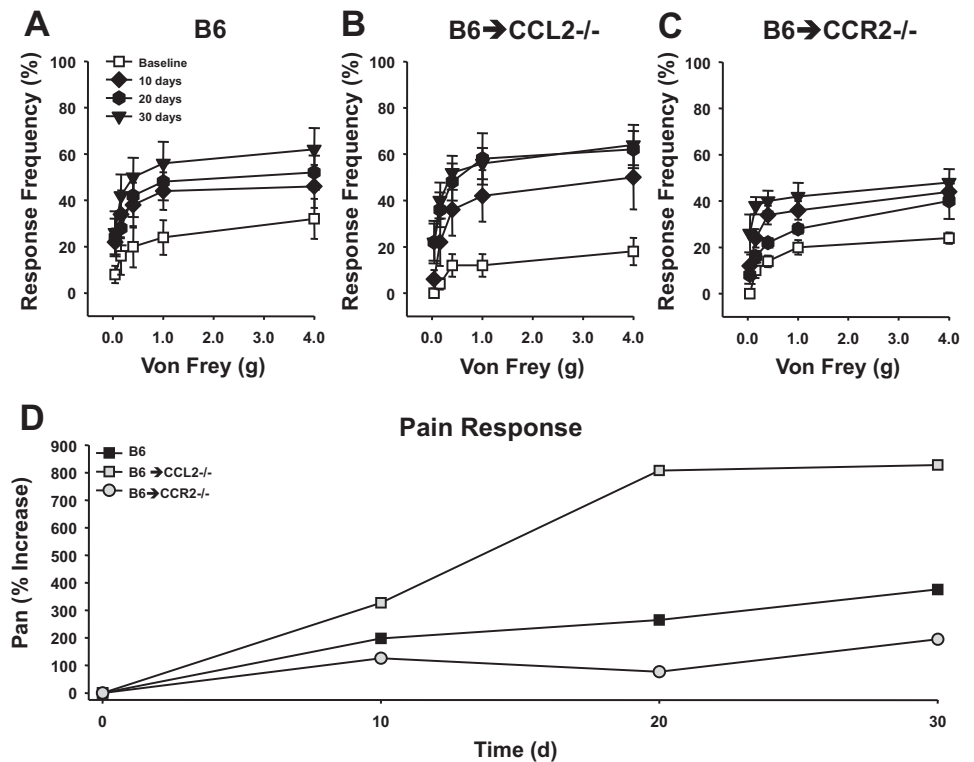 A
B6
Response Frequency (%)
100
80
60
40
20
0
Baseline
10 days
20 days
30 days
0.0 1.0 2.0 3.0 4.0
Von Frey (g)
B
B6➔CCL2-/-
Response Frequency (%)
100
80
60
40
20
0
0.0 1.0 2.0 3.0 4.0
Von Frey (g)
C
B6➔CCR2-/-
Response Frequency (%)
100
80
60
40
20
0
0.0 1.0 2.0 3.0 4.0
Von Frey (g)
D
Pain Response
Pan (% Increase)
900
800
700
600
500
400
300
200
100
0
B6
B6 ➔CCL2-/-
B6➔CCR2-/-
0 10 20 30
Time (d)